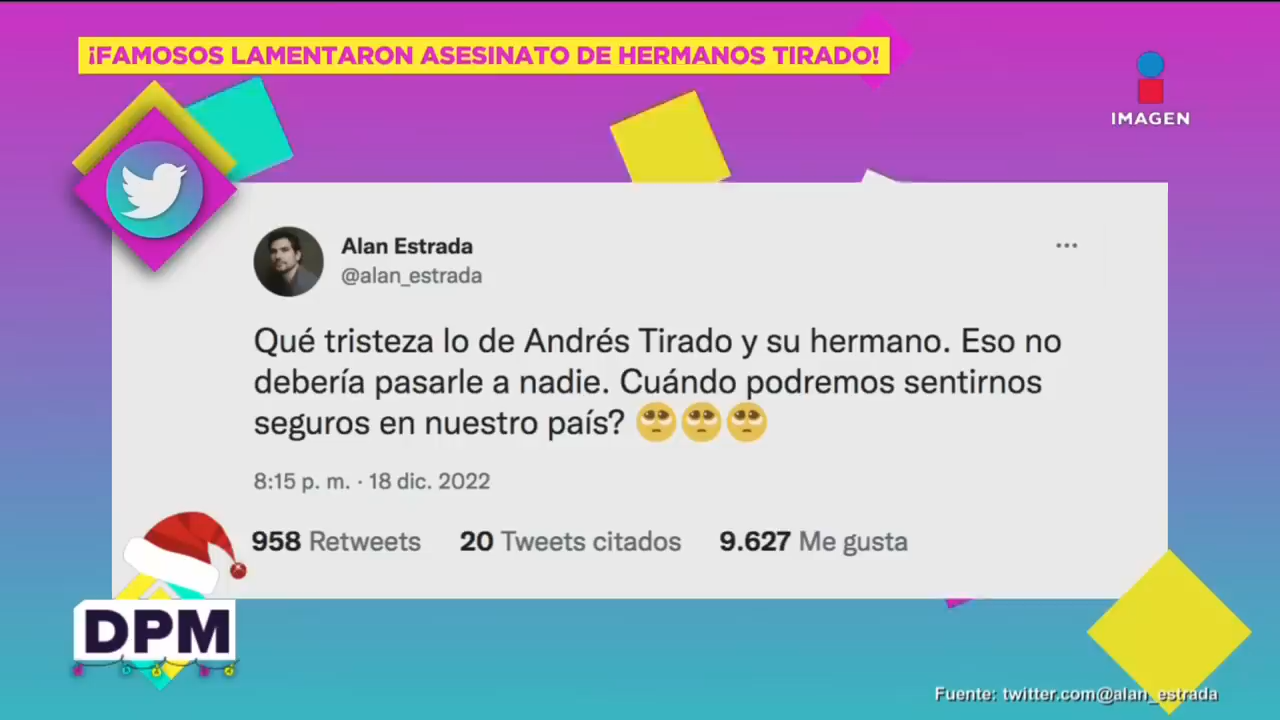 ¡FAMOSOS LAMENTARON ASESINATO DE HERMANOS TIRADO!
IMAGEN
Alan Estrada
@alan_estrada
Qué tristeza lo de Andrés Tirado y su hermano. Eso no
debería pasarle a nadie. Cuándo podremos sentirnos
seguros en nuestro país? 🥺🥺🥺
8:15 p. m. · 18 dic. 2022
958 Retweets 20 Tweets citados 9.627 Me gusta
DPM
Fuente: twitter.com@alan_estrada